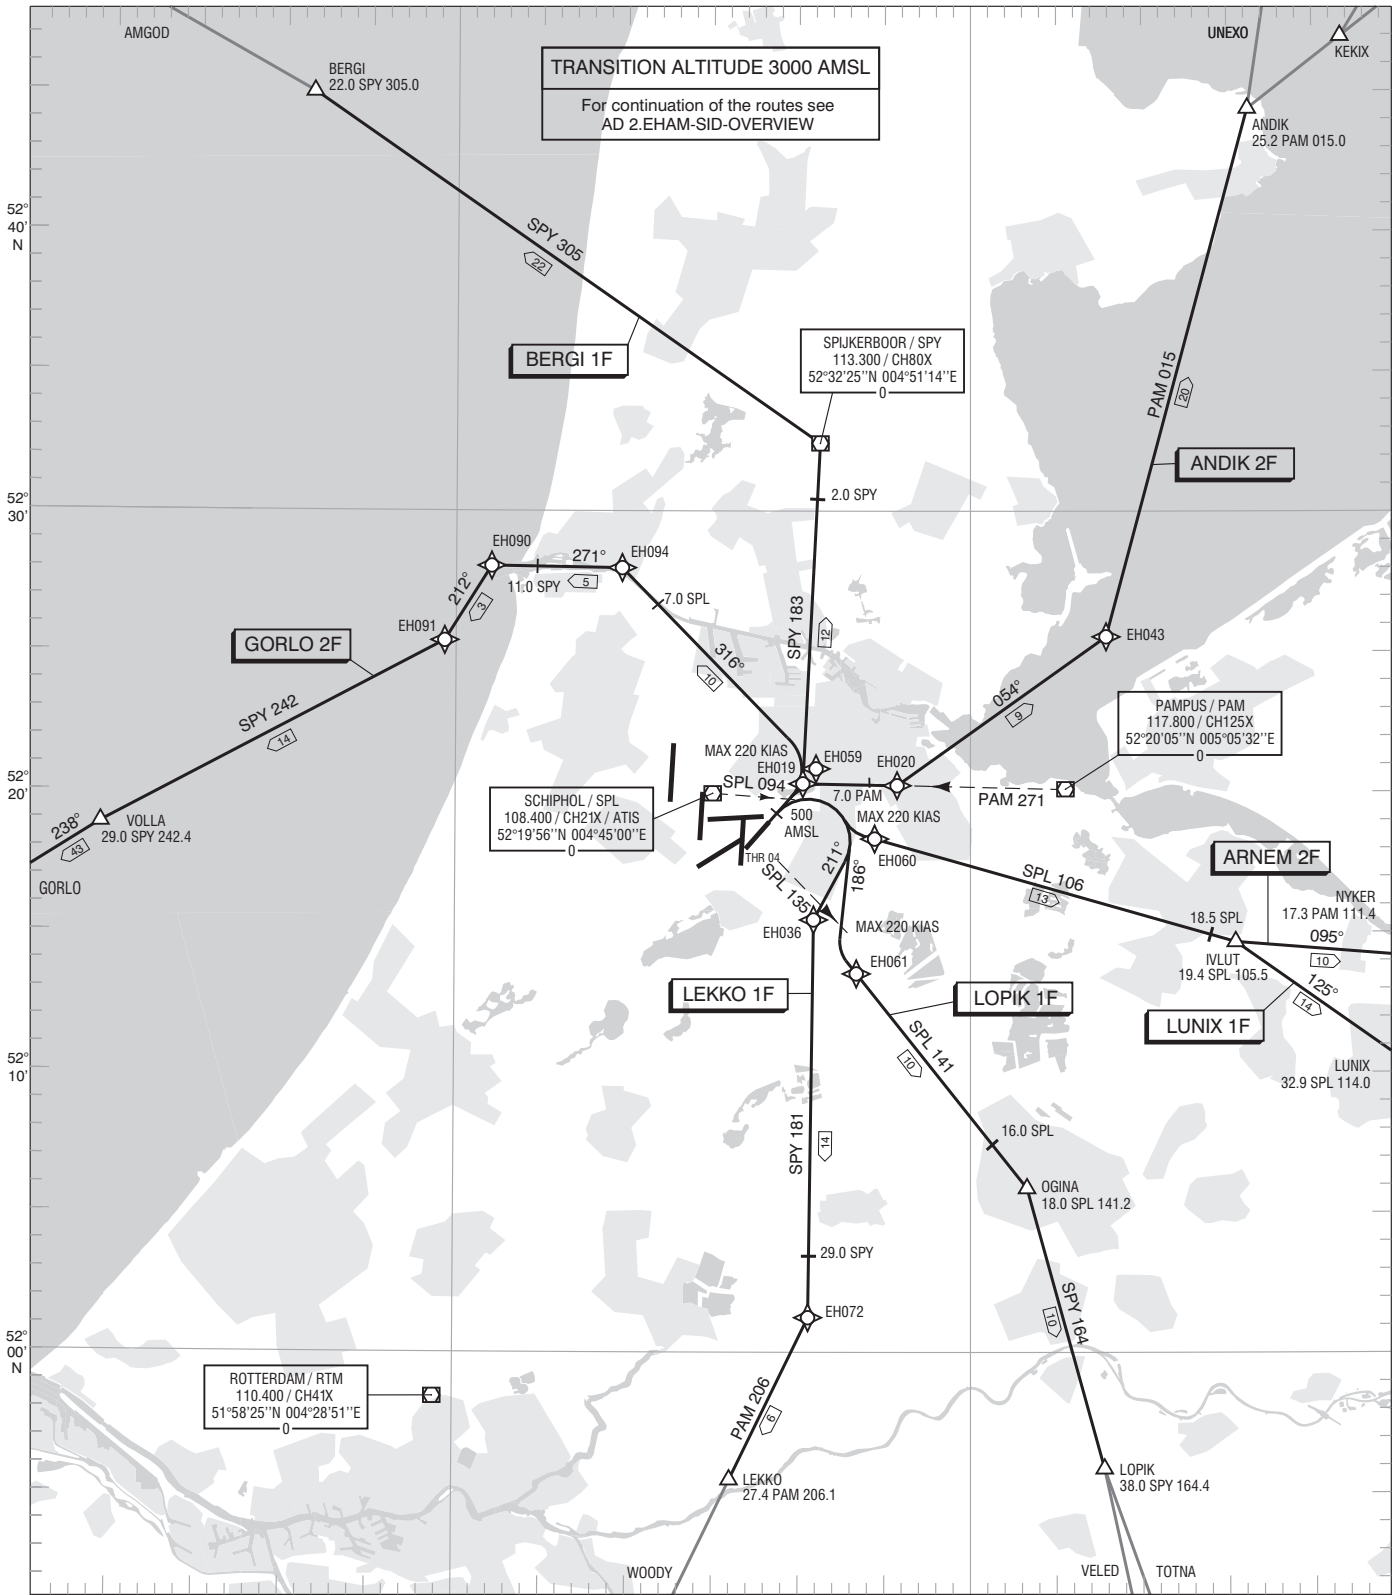 AMGOD
BERGI
22.0 SPY 305.0
TRANSITION ALTITUDE 3000 AMSL
For continuation of the routes see
AD 2.EHAM-SID-OVERVIEW
UNEXO
KEKIX
ANDIK
25.2 PAM 015.0
52°
40'
N
SPY 305
22
BERGI 1F
SPIJKERBOOR / SPY
113.300 / CH80X
52°32'25''N 004°51'14''E
0
PAM 015
20
ANDIK 2F
2.0 SPY
52°
30'
EH090
271°
EH094
11.0 SPY
5
212°
3
7.0 SPL
EH091
GORLO 2F
SPY 183
12
EH043
316°
10
054°
9
SPY 242
14
PAMPUS / PAM
117.800 / CH125X
52°20'05''N 005°05'32''E
0
MAX 220 KIAS
EH019
EH059
EH020
52°
20'
SPL 094
7.0 PAM
PAM 271
SCHIPHOL / SPL
108.400 / CH21X / ATIS
52°19'56''N 004°45'00''E
0
500
AMSL
MAX 220 KIAS
VOLLA
29.0 SPY 242.4
238°
43
GORLO
THR 04
211°
186°
EH060
SPL 106
13
ARNEM 2F
NYKER
17.3 PAM 111.4
SPL 135
EH036
MAX 220 KIAS
18.5 SPL
095°
10
IVLUT
19.4 SPL 105.5
EH061
125°
14
LEKKO 1F
LOPIK 1F
LUNIX 1F
SPL 141
10
52°
10'
LUNIX
32.9 SPL 114.0
SPY 181
14
16.0 SPL
OGINA
18.0 SPL 141.2
29.0 SPY
EH072
SPY 164
10
52°
00'
N
ROTTERDAM / RTM
110.400 / CH41X
51°58'25''N 004°28'51''E
0
PAM 206
6
LEKKO
27.4 PAM 206.1
LOPIK
38.0 SPY 164.4
WOODY
VELED
TOTNA